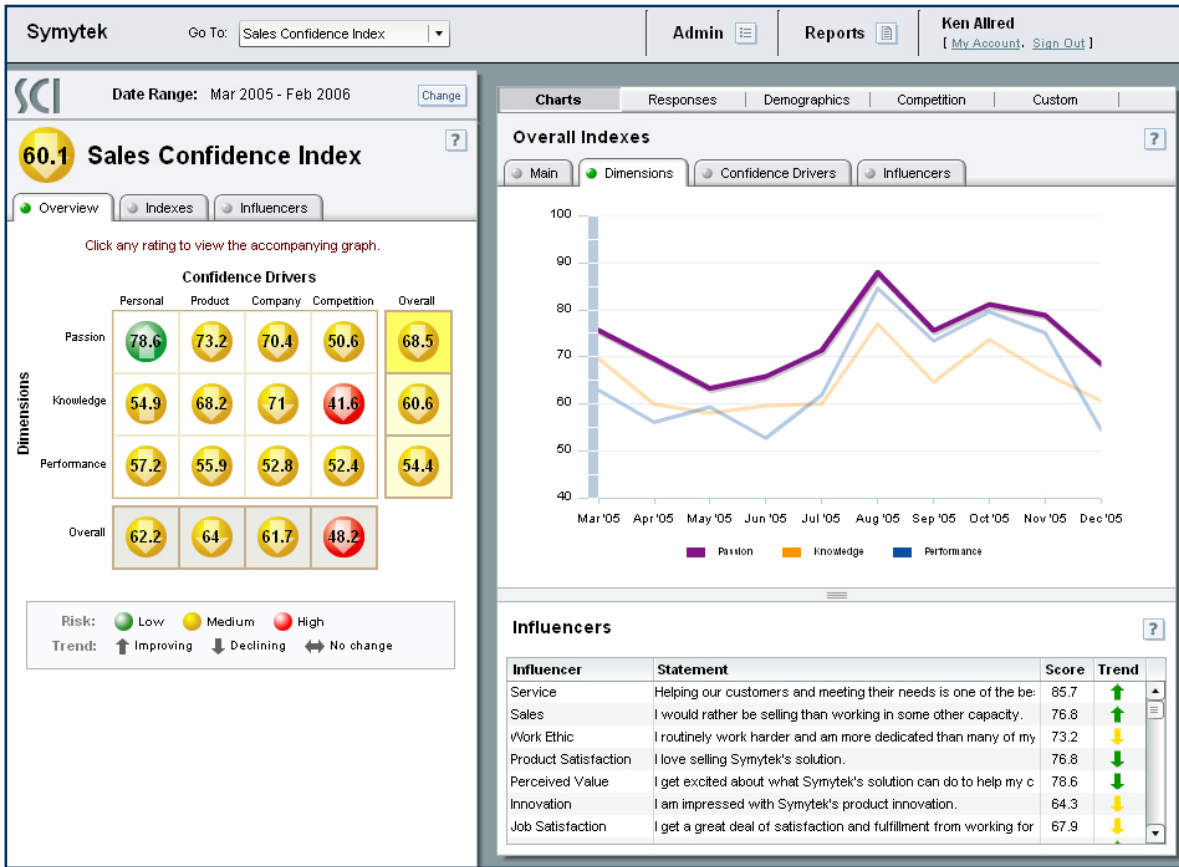 Symytek
Go To: Sales Confidence Index
Admin
Reports
Ken Allred
[ My Account, Sign Out ]
SCI
Date Range: Mar 2005 - Feb 2006
Change
60.1 Sales Confidence Index
?
Overview
Indexes
Influencers
Click any rating to view the accompanying graph.
Confidence Drivers
Personal Product Company Competition Overall
Dimensions
Passion 78.6 73.2 70.4 50.6 68.5
Knowledge 54.9 68.2 71 41.6 60.6
Performance 57.2 55.9 52.8 52.4 54.4
Overall 62.2 64 61.7 48.2
Risk: Low Medium High
Trend: Improving Declining No change
Charts Responses Demographics Competition Custom
Overall Indexes
?
Main Dimensions Confidence Drivers Influencers
100
90
80
70
60
50
40
Mar '05 Apr '05 May '05 Jun '05 Jul '05 Aug '05 Sep '05 Oct '05 Nov '05 Dec '05
Passion Knowledge Performance
Influencers
?
Influencer Statement Score Trend
Service Helping our customers and meeting their needs is one of the be 85.7
Sales I would rather be selling than working in some other capacity. 76.8
Work Ethic I routinely work harder and am more dedicated than many of my 73.2
Product Satisfaction I love selling Symytek's solution. 76.8
Perceived Value I get excited about what Symytek's solution can do to help my c 78.6
Innovation I am impressed with Symytek's product innovation. 64.3
Job Satisfaction I get a great deal of satisfaction and fulfillment from working for 67.9